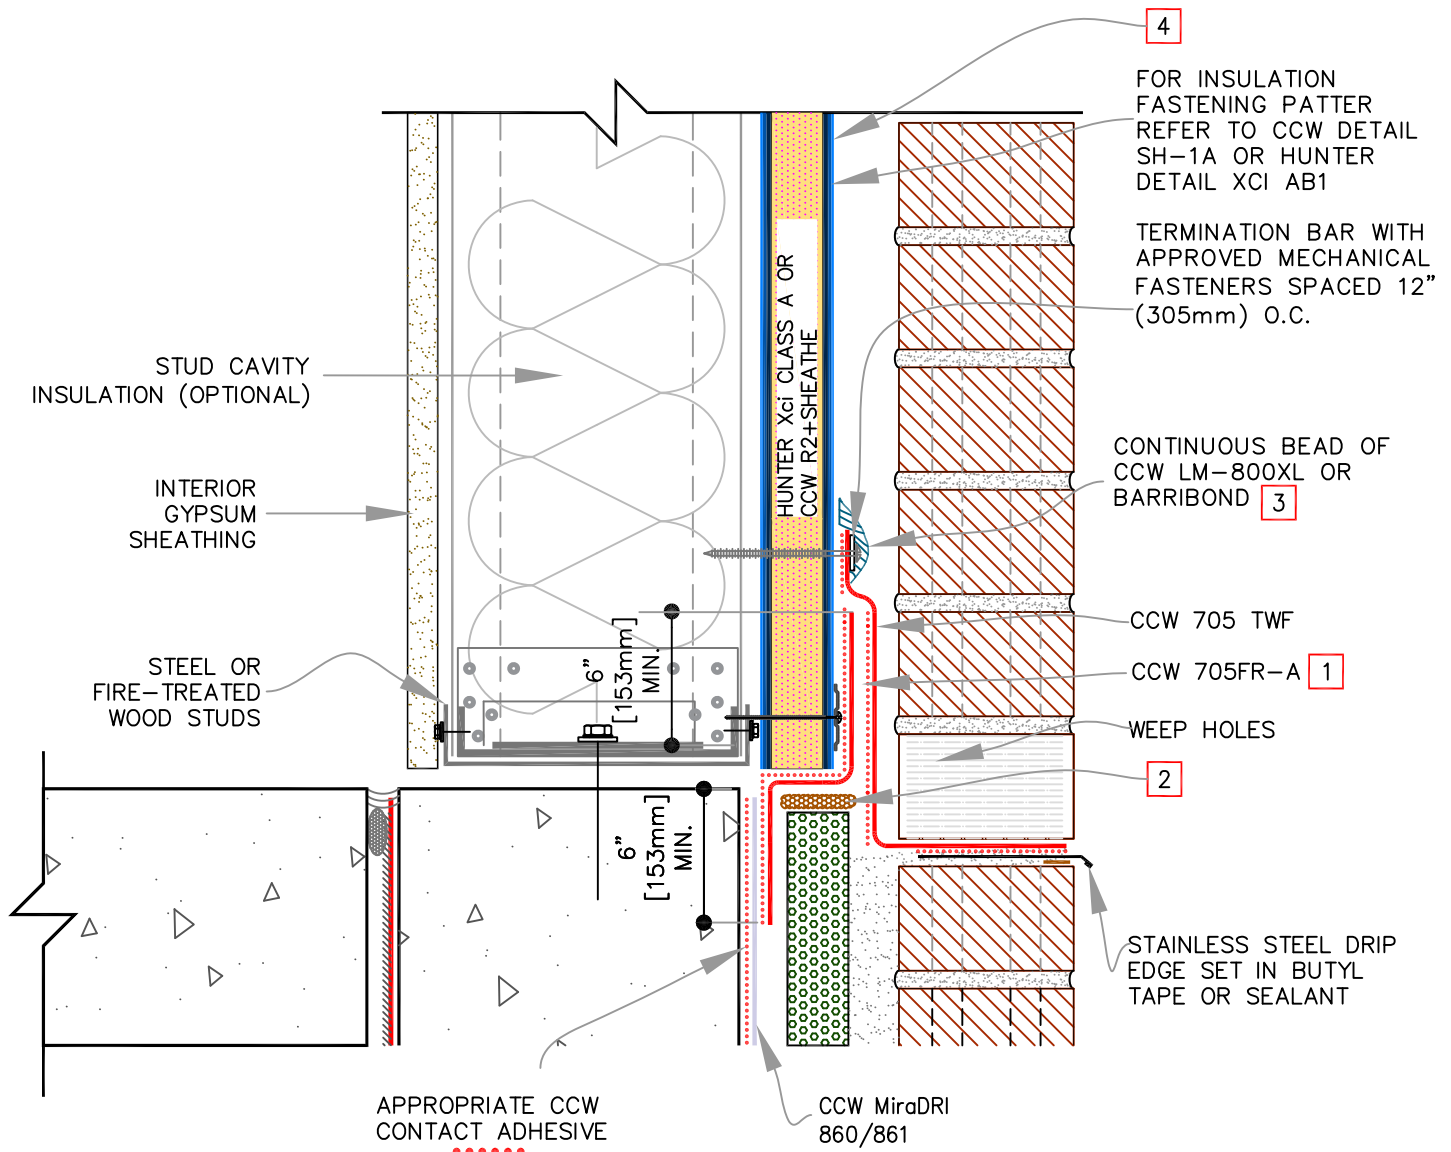 4
FOR INSULATION
FASTENING PATTER
REFER TO CCW DETAIL
SH-1A OR HUNTER
DETAIL XCI AB1
TERMINATION BAR WITH
APPROVED MECHANICAL
FASTENERS SPACED 12"
(305mm) O.C.
STUD CAVITY
INSULATION (OPTIONAL)
HUNTER Xci CLASS A OR
CCW R2+SHEATHE
CONTINUOUS BEAD OF
CCW LM-800XL OR
BARRIBOND 3
INTERIOR
GYPSUM
SHEATHING
CCW 705 TWF
CCW 705FR-A 1
STEEL OR
FIRE-TREATED
WOOD STUDS
6"
[153mm]
MIN.
WEEP HOLES
2
6"
[153mm]
MIN.
STAINLESS STEEL DRIP
EDGE SET IN BUTYL
TAPE OR SEALANT
APPROPRIATE CCW
CONTACT ADHESIVE
CCW MiraDRI
860/861